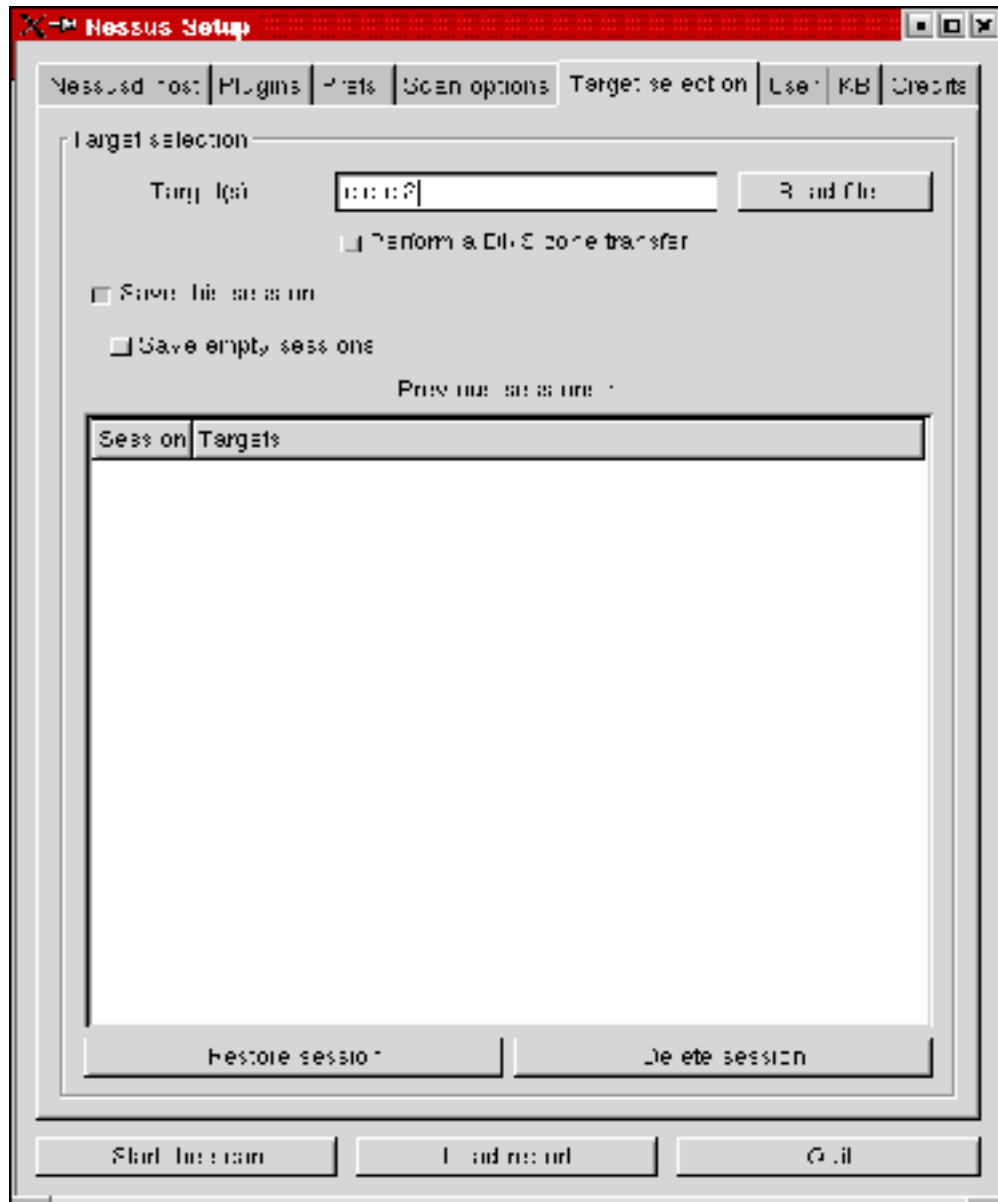 Nessus Setup
Nessusd host Plugins Prefs Scan options Target selection User KB Credits
Target selection
Target(s) Read file
Perform a DNS zone transfer
Save this session
Save empty sessions
Previous sessions
Session Targets
Restore session Delete session
Start the scan Load report Quit